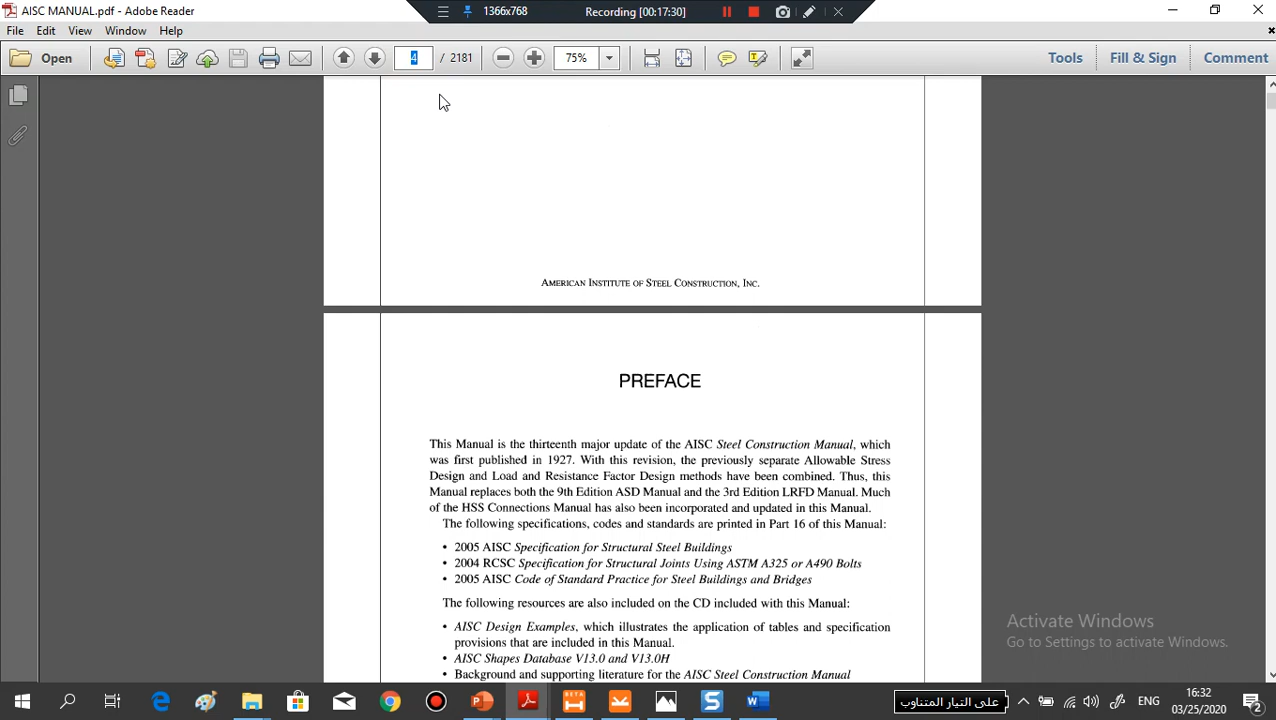 AISC MANUAL.pdf - Adobe Reader
1366x768
Recording [00:17:30]
File Edit View Window Help
Open
4 / 2181
75%
Tools Fill & Sign Comment
AMERICAN INSTITUTE OF STEEL CONSTRUCTION, INC.
PREFACE
This Manual is the thirteenth major update of the AISC Steel Construction Manual, which
was first published in 1927. With this revision, the previously separate Allowable Stress
Design and Load and Resistance Factor Design methods have been combined. Thus, this
Manual replaces both the 9th Edition ASD Manual and the 3rd Edition LRFD Manual. Much
of the HSS Connections Manual has also been incorporated and updated in this Manual.
The following specifications, codes and standards are printed in Part 16 of this Manual:
• 2005 AISC Specification for Structural Steel Buildings
• 2004 RCSC Specification for Structural Joints Using ASTM A325 or A490 Bolts
• 2005 AISC Code of Standard Practice for Steel Buildings and Bridges
The following resources are also included on the CD included with this Manual:
• AISC Design Examples, which illustrates the application of tables and specification
provisions that are included in this Manual.
• AISC Shapes Database V13.0 and V13.0H
• Background and supporting literature for the AISC Steel Construction Manual
Activate Windows
Go to Settings to activate Windows.
BETA
على التيار المتناوب
ENG
16:32
03/25/2020
2